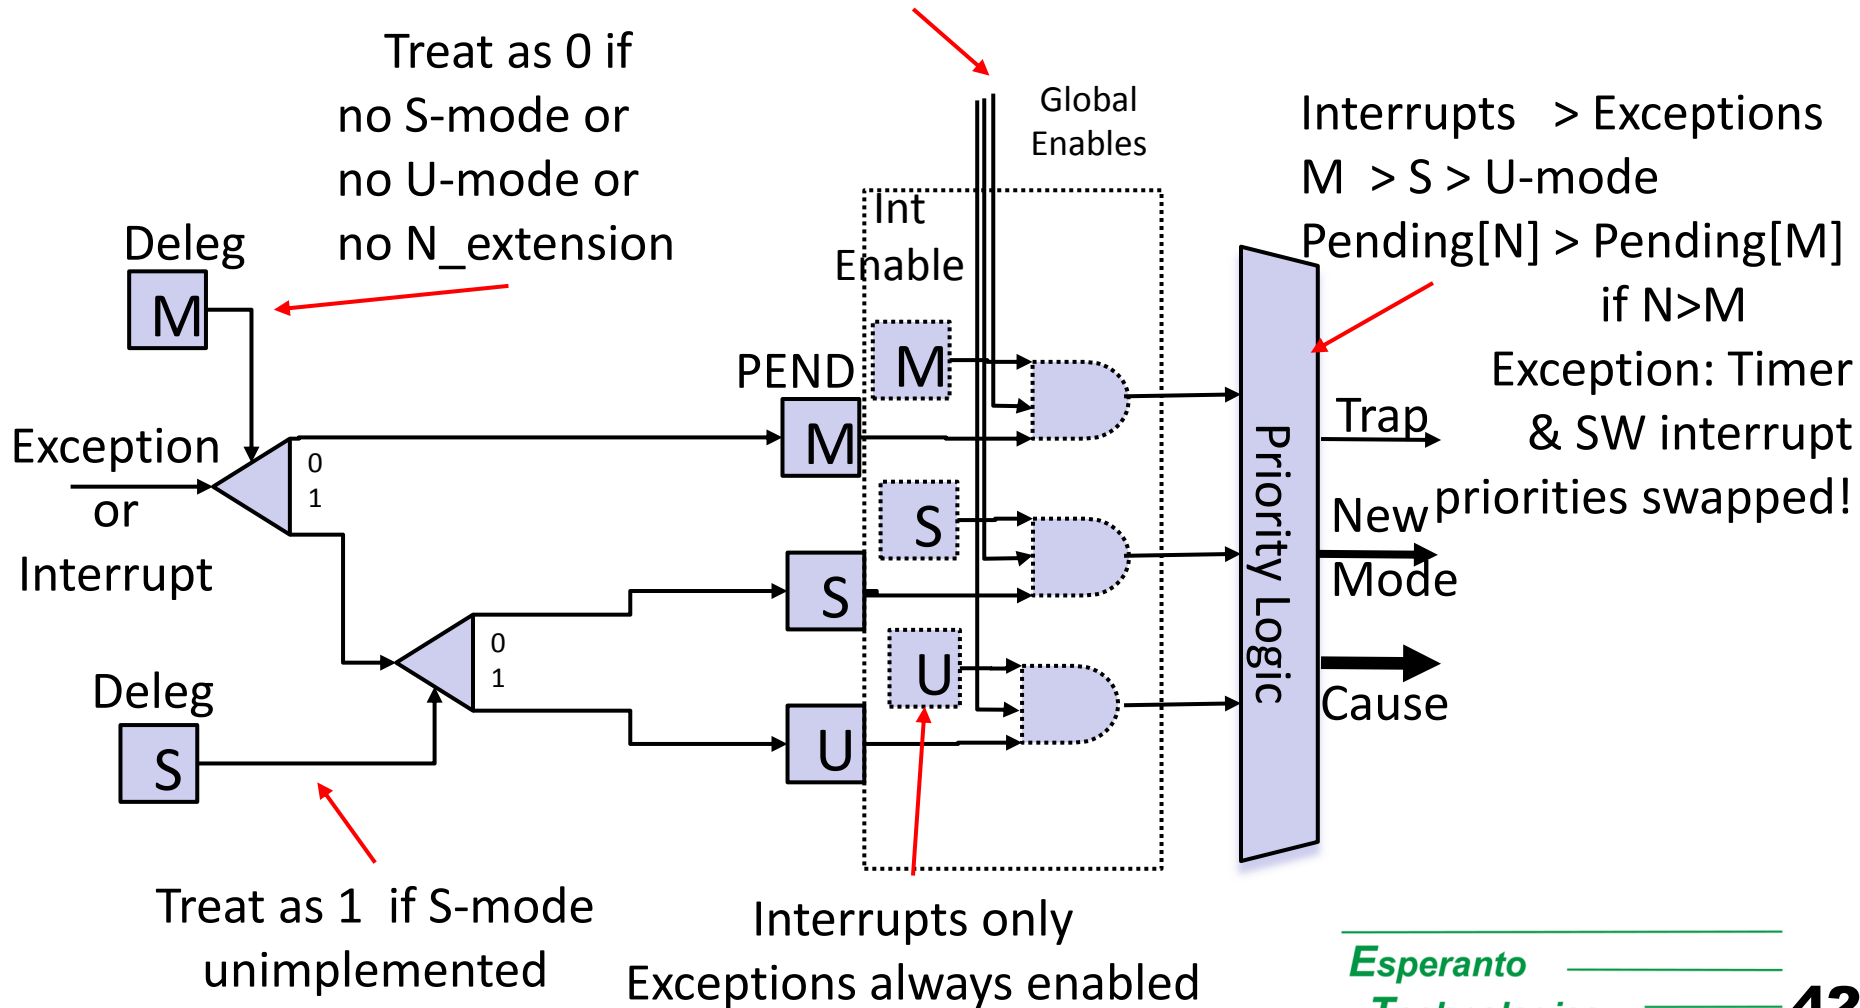 Treat as 0 if
no S-mode or
no U-mode or
no N_extension
Global
Enables
Interrupts > Exceptions
M > S > U-mode
Pending[N] > Pending[M]
if N>M
Exception: Timer
& SW interrupt
priorities swapped!
Int
Enable
Deleg
M
PEND
M
M
Exception
or
Interrupt
0
1
S
S
0
1
U
U
Deleg
S
Priority Logic
Trap
New
Mode
Cause
Treat as 1 if S-mode
unimplemented
Interrupts only
Exceptions always enabled
Esperanto
Technologies
42